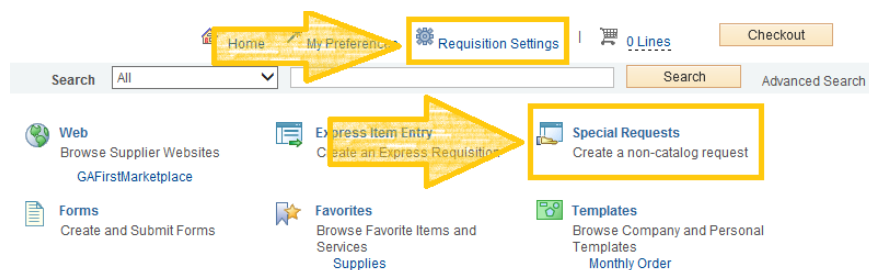 Home My Preferences Requisition Settings | 0 Lines Checkout
Search All Search Advanced Search
Web Express Item Entry Special Requests
Browse Supplier Websites Create an Express Requisition Create a non-catalog request
GAFirstMarketplace
Forms Favorites Templates
Create and Submit Forms Browse Favorite Items and Browse Company and Personal
Services Templates
Supplies Monthly Order